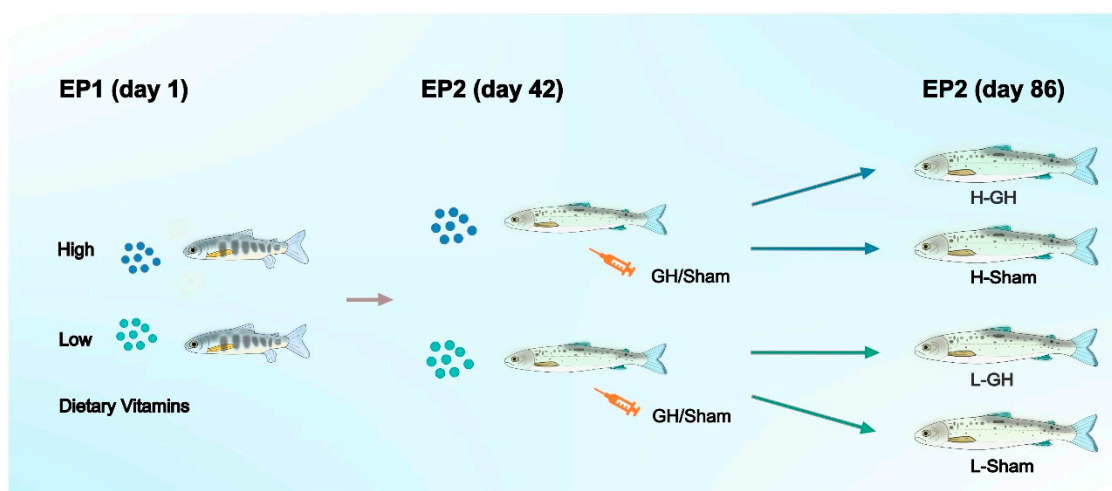 EP1 (day 1)
EP2 (day 42)
EP2 (day 86)
High
Low
Dietary Vitamins
GH/Sham
GH/Sham
H-GH
H-Sham
L-GH
L-Sham